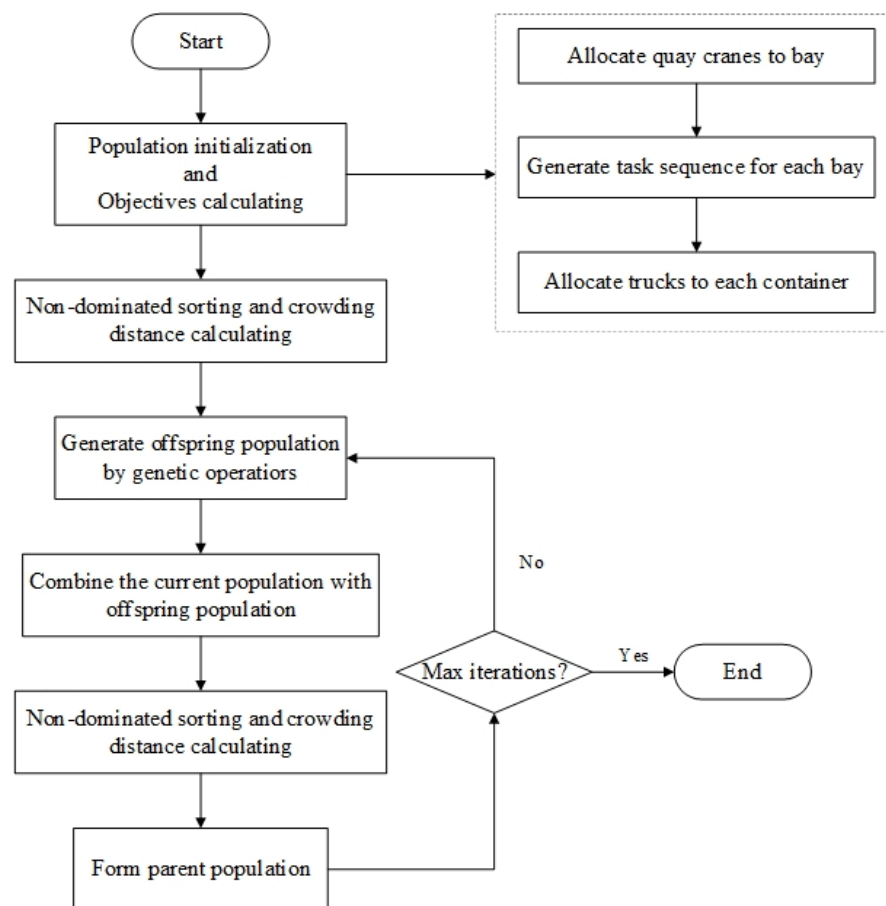 Start
Population initialization
and
Objectives calculating
Allocate quay cranes to bay
Generate task sequence for each bay
Allocate trucks to each container
Non-dominated sorting and crowding
distance calculating
Generate offspring population
by genetic operatiors
Combine the current population with
offspring population
Non-dominated sorting and crowding
distance calculating
Form parent population
Max iterations?
No
Yes
End